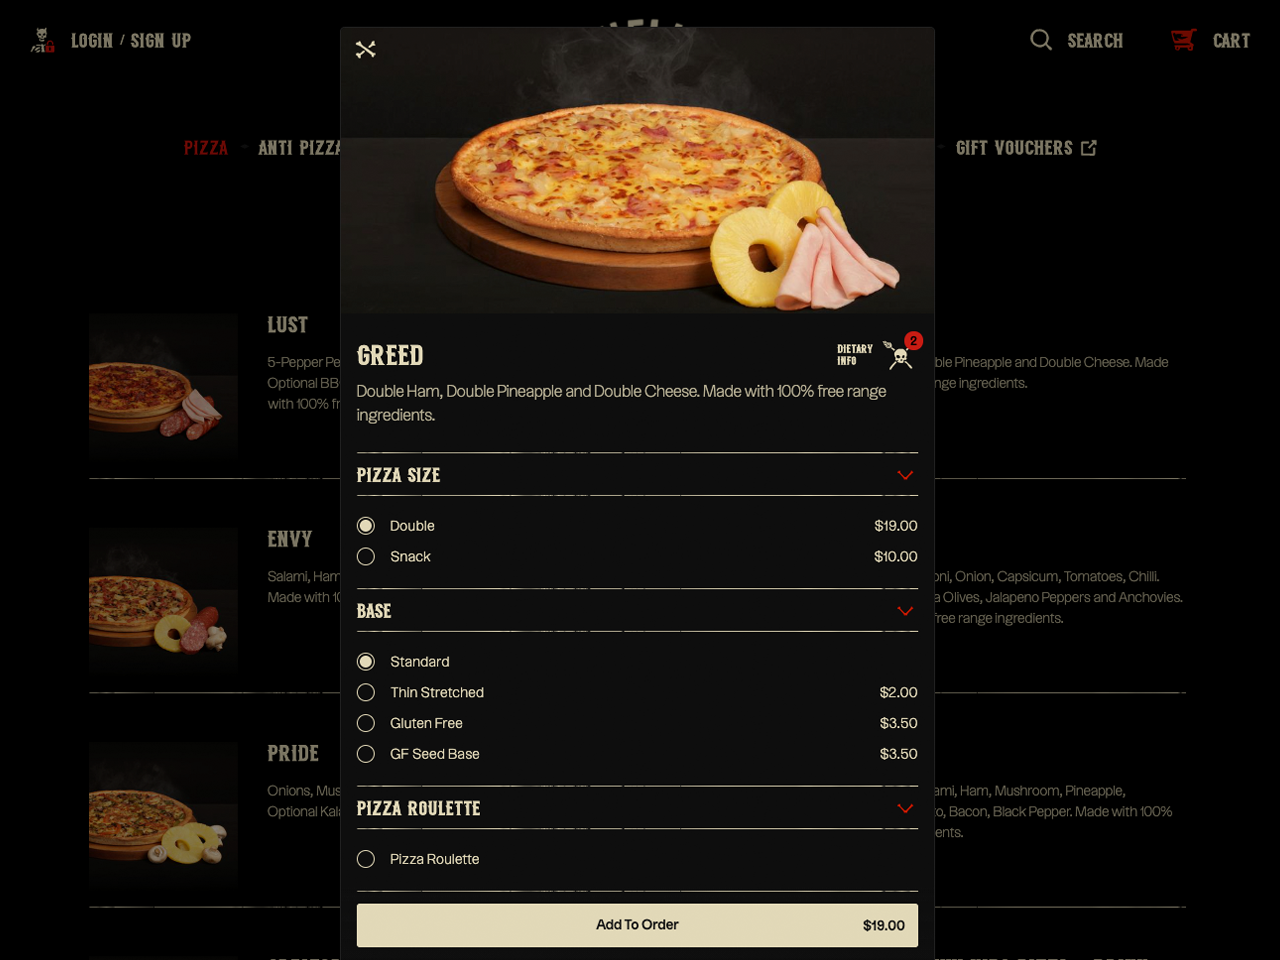 LOGIN / SIGN UP
SEARCH
CART
PIZZA
ANTI PIZZA
GIFT VOUCHERS
LUST
5-Pepper Pe
Optional BB
with 100% fr
ble Pineapple and Double Cheese. Made
nge ingredients.
ENVY
Salami, Ham
Made with 10
oni, Onion, Capsicum, Tomatoes, Chilli.
a Olives, Jalapeno Peppers and Anchovies.
free range ingredients.
PRIDE
Onions, Mus
Optional Kal
ami, Ham, Mushroom, Pineapple,
o, Bacon, Black Pepper. Made with 100%
ents.
GREED
DIETARY
INFO
2
Double Ham, Double Pineapple and Double Cheese. Made with 100% free range
ingredients.
PIZZA SIZE
Double $19.00
Snack $10.00
BASE
Standard
Thin Stretched $2.00
Gluten Free $3.50
GF Seed Base $3.50
PIZZA ROULETTE
Pizza Roulette
Add To Order $19.00